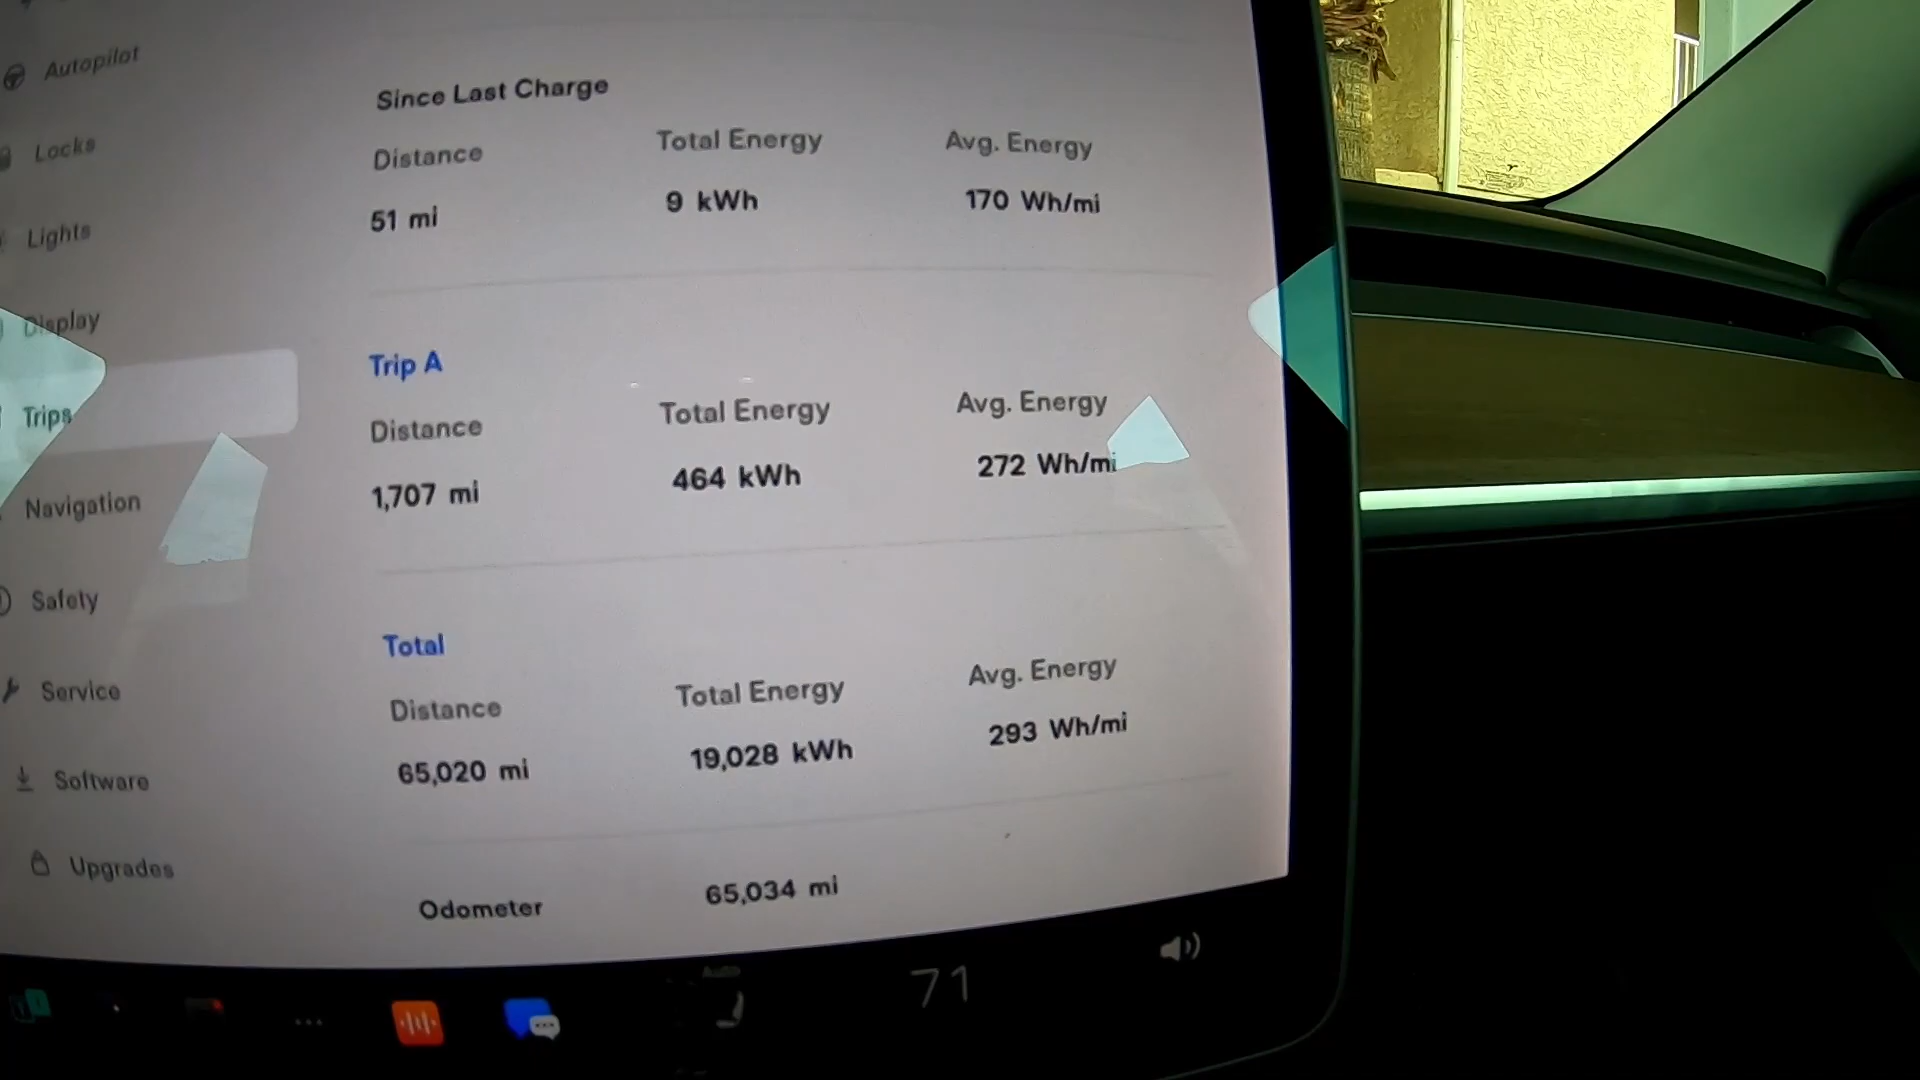 Autopilot
Since Last Charge
Locks
Distance
Total Energy
Avg. Energy
51 mi
9 kWh
170 Wh/mi
Lights
Display
Trip A
Trips
Distance
Total Energy
Avg. Energy
1,707 mi
464 kWh
272 Wh/mi
Navigation
Safety
Total
Service
Distance
Total Energy
Avg. Energy
65,020 mi
19,028 kWh
293 Wh/mi
Software
Upgrades
Odometer
65,034 mi
Auto
71